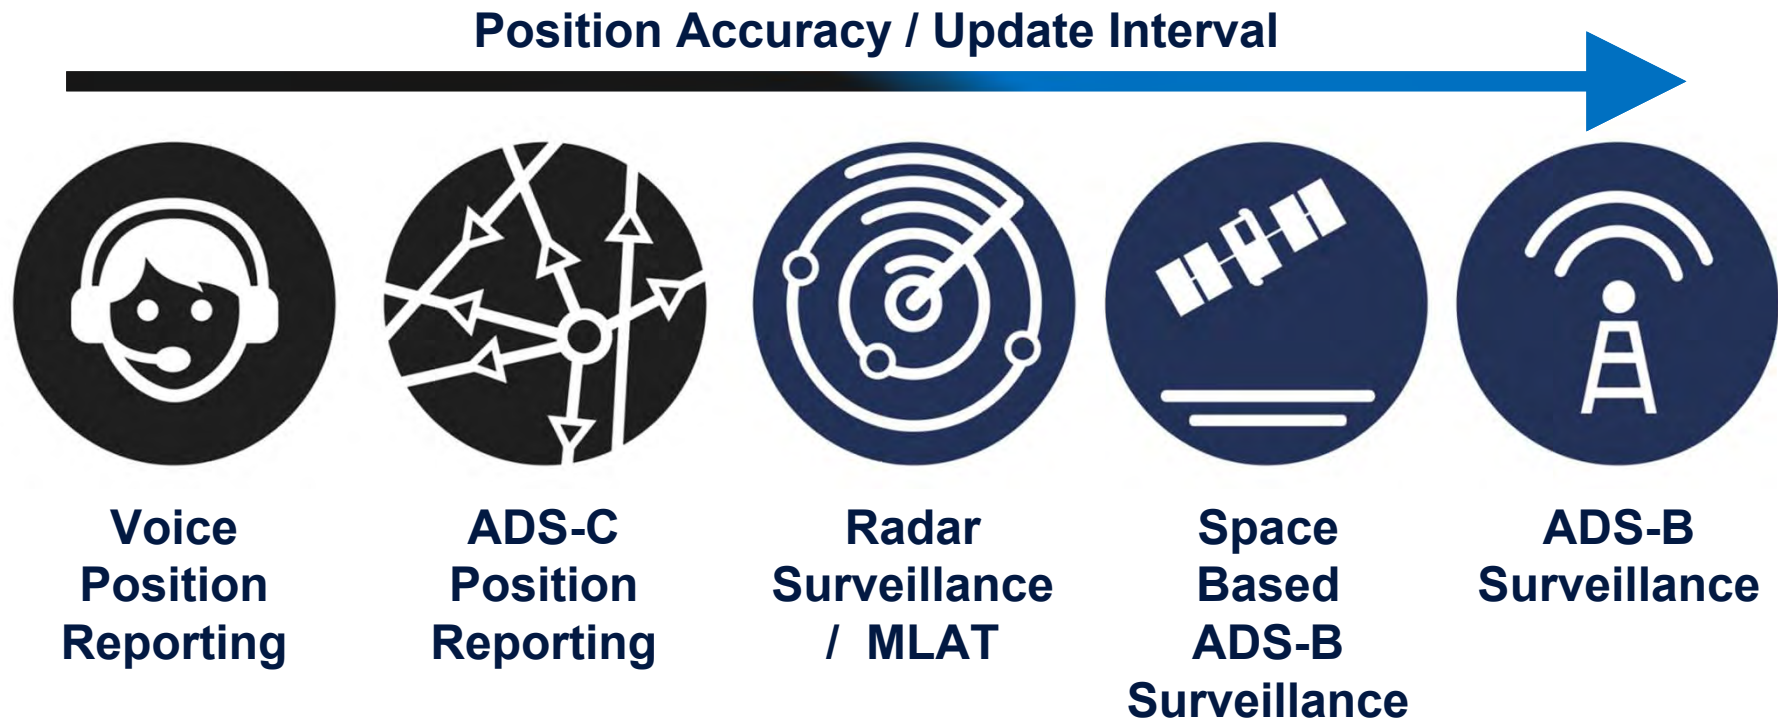 Position Accuracy / Update Interval
Voice
Position
Reporting
ADS-C
Position
Reporting
Radar
Surveillance
/ MLAT
Space
Based
ADS-B
Surveillance
ADS-B
Surveillance